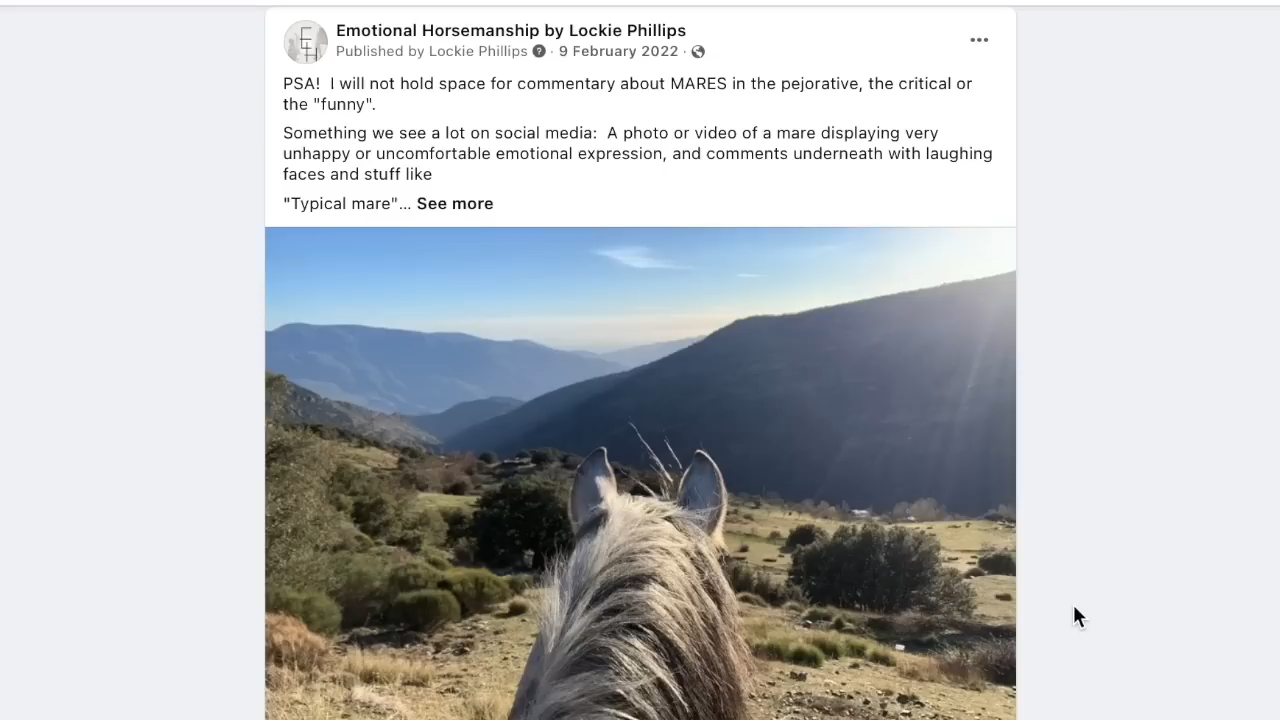 Emotional Horsemanship by Lockie Phillips
Published by Lockie Phillips · 9 February 2022 ·
PSA!  I will not hold space for commentary about MARES in the pejorative, the critical or
the "funny".
Something we see a lot on social media:  A photo or video of a mare displaying very
unhappy or uncomfortable emotional expression, and comments underneath with laughing
faces and stuff like
"Typical mare"... See more
EH